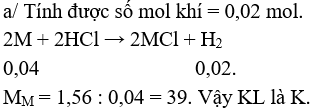 a/ Tính được số mol khí = 0,02 mol.
2M + 2HCl → 2MCl + H₂
0,04 0,02.
M_M = 1,56 : 0,04 = 39. Vậy KL là K.